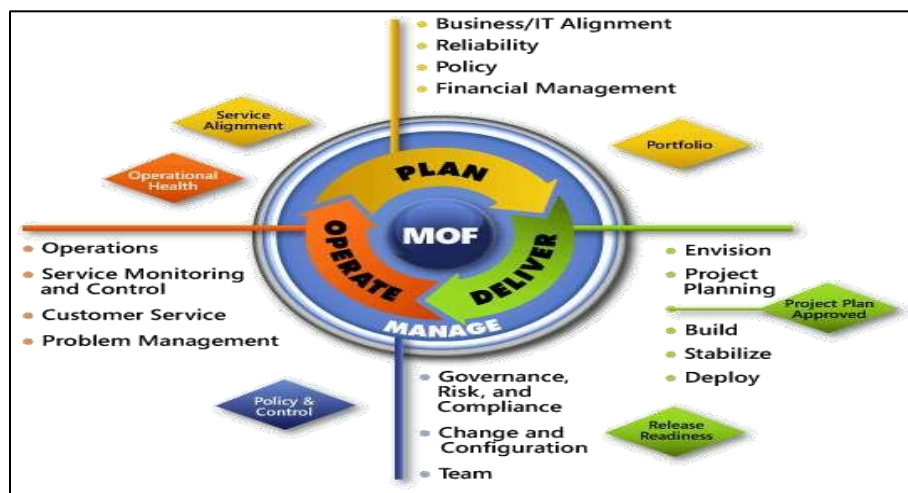 Business/IT Alignment
Reliability
Policy
Financial Management
Service
Alignment
Portfolio
Operational
Health
PLAN
MOF
OPERATE
DELIVER
MANAGE
Operations
Service Monitoring
and Control
Customer Service
Problem Management
Envision
Project
Planning
Project Plan
Approved
Build
Stabilize
Deploy
Policy &
Control
Governance,
Risk, and
Compliance
Change and
Configuration
Team
Release
Readiness